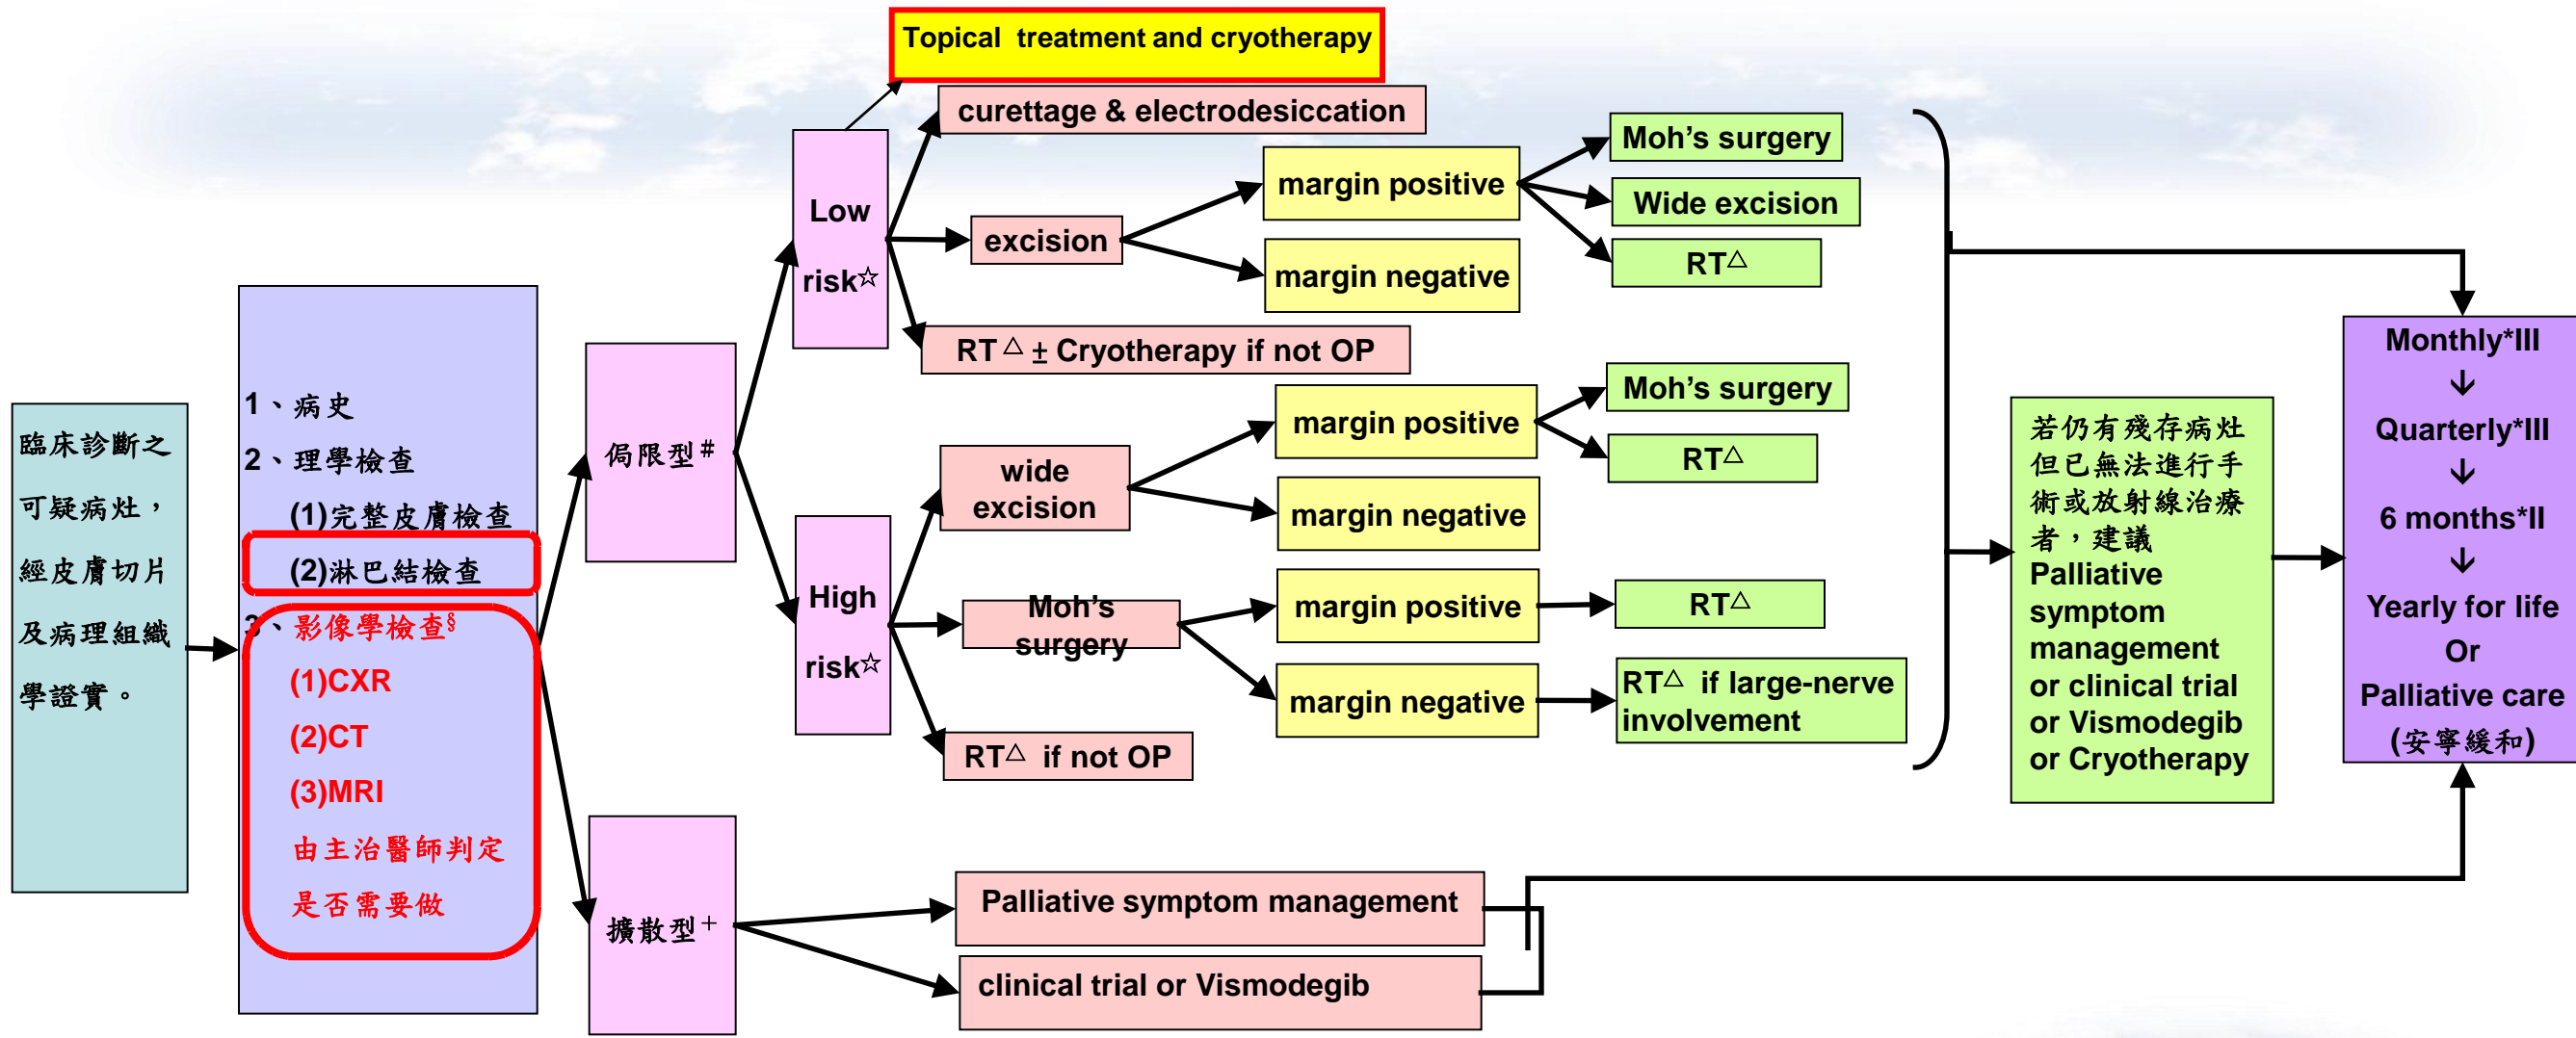 臨床診斷之
可疑病灶，
經皮膚切片
及病理組織
學證實。
1、病史
2、理學檢查
(1)完整皮膚檢查
(2)淋巴結檢查
3、影像學檢查§
(1)CXR
(2)CT
(3)MRI
由主治醫師判定
是否需要做
侷限型#
擴散型+
Low
risk☆
High
risk☆
Topical treatment and cryotherapy
curettage & electrodesiccation
excision
RT△ ± Cryotherapy if not OP
margin positive
margin negative
Moh's surgery
Wide excision
RT△
wide
excision
Moh's
surgery
RT△ if not OP
margin positive
margin negative
margin positive
margin negative
Moh's surgery
RT△
RT△
RT△ if large-nerve
involvement
Palliative symptom management
clinical trial or Vismodegib
若仍有殘存病灶
但已無法進行手
術或放射線治療
者，建議
Palliative
symptom
management
or clinical trial
or Vismodegib
or Cryotherapy
Monthly*III
↓
Quarterly*III
↓
6 months*II
↓
Yearly for life
Or
Palliative care
(安寧緩和)